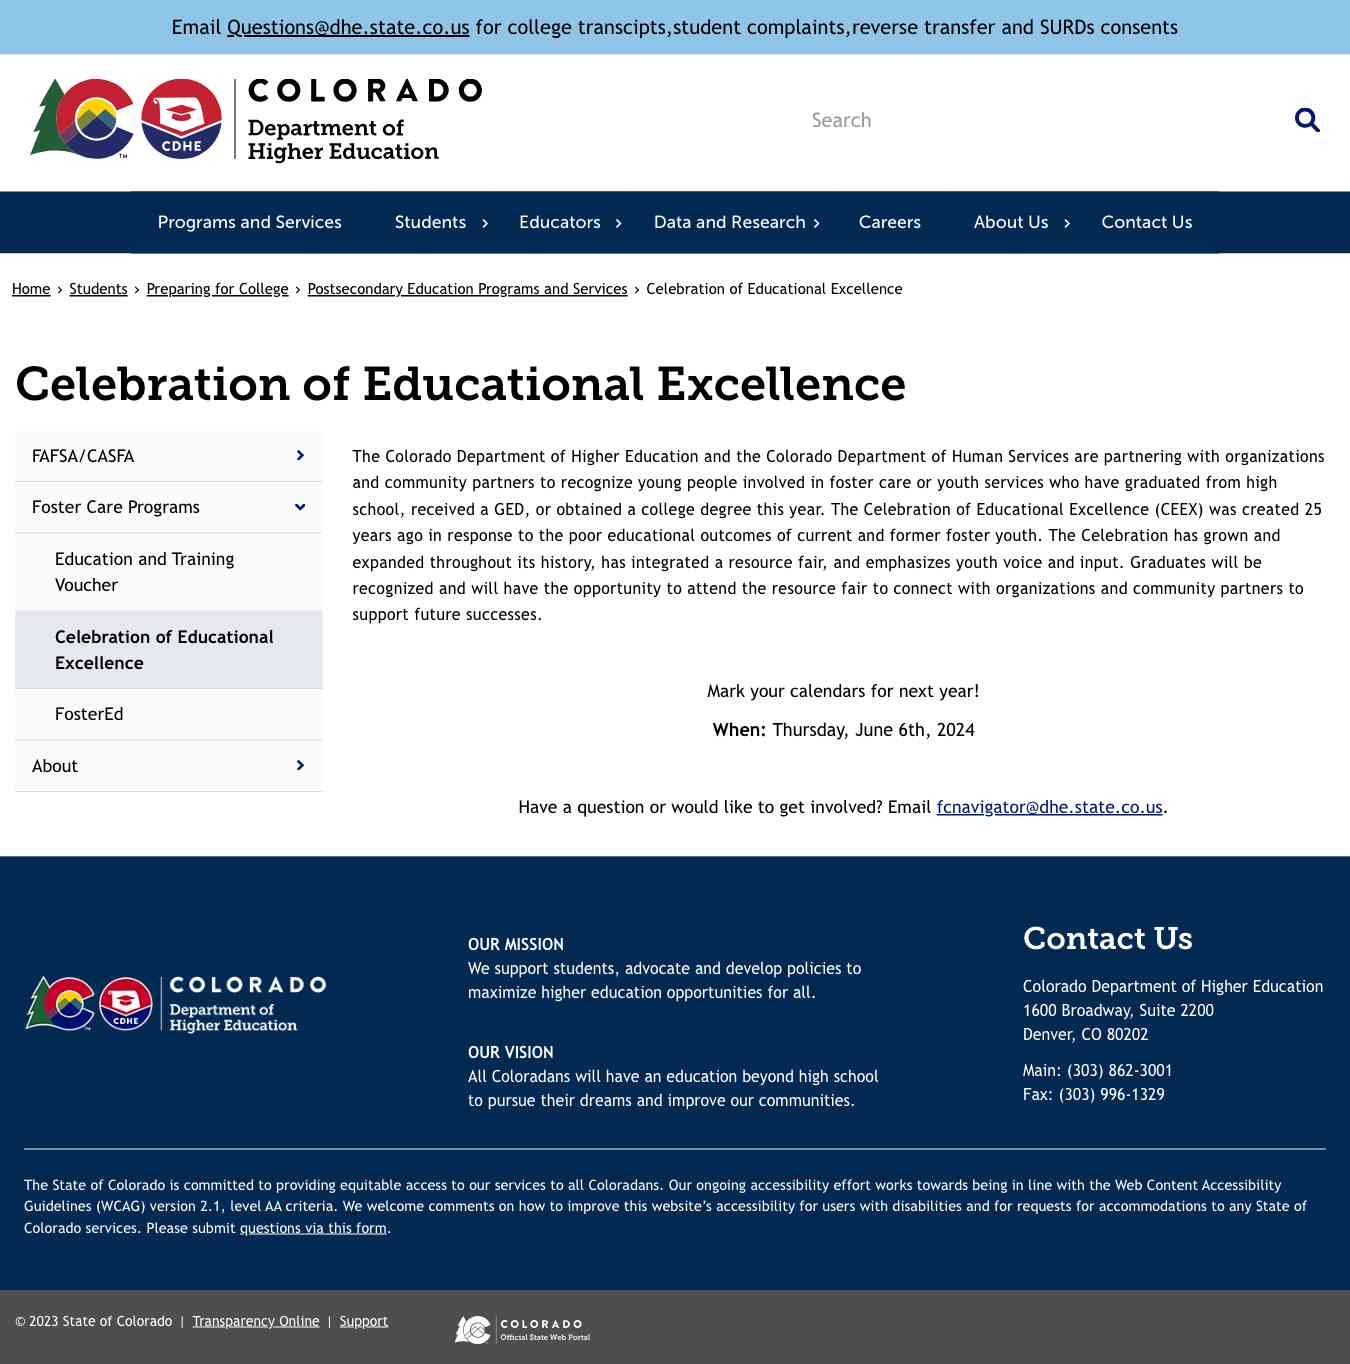 Email Questions@dhe.state.co.us for college transcipts,student complaints,reverse transfer and SURDs consents
TM
CDHE
COLORADO
Department of
Higher Education
Search
Programs and Services Students Educators Data and Research Careers About Us Contact Us
Home › Students › Preparing for College › Postsecondary Education Programs and Services › Celebration of Educational Excellence
Celebration of Educational Excellence
FAFSA/CASFA
Foster Care Programs
Education and Training
Voucher
Celebration of Educational
Excellence
FosterEd
About
The Colorado Department of Higher Education and the Colorado Department of Human Services are partnering with organizations
and community partners to recognize young people involved in foster care or youth services who have graduated from high
school, received a GED, or obtained a college degree this year. The Celebration of Educational Excellence (CEEX) was created 25
years ago in response to the poor educational outcomes of current and former foster youth. The Celebration has grown and
expanded throughout its history, has integrated a resource fair, and emphasizes youth voice and input. Graduates will be
recognized and will have the opportunity to attend the resource fair to connect with organizations and community partners to
support future successes.
Mark your calendars for next year!
When: Thursday, June 6th, 2024
Have a question or would like to get involved? Email fcnavigator@dhe.state.co.us.
CDHE
COLORADO
Department of
Higher Education
OUR MISSION
We support students, advocate and develop policies to
maximize higher education opportunities for all.
OUR VISION
All Coloradans will have an education beyond high school
to pursue their dreams and improve our communities.
Contact Us
Colorado Department of Higher Education
1600 Broadway, Suite 2200
Denver, CO 80202
Main: (303) 862-3001
Fax: (303) 996-1329
The State of Colorado is committed to providing equitable access to our services to all Coloradans. Our ongoing accessibility effort works towards being in line with the Web Content Accessibility
Guidelines (WCAG) version 2.1, level AA criteria. We welcome comments on how to improve this website’s accessibility for users with disabilities and for requests for accommodations to any State of
Colorado services. Please submit questions via this form.
© 2023 State of Colorado | Transparency Online | Support
COLORADO
Official State Web Portal